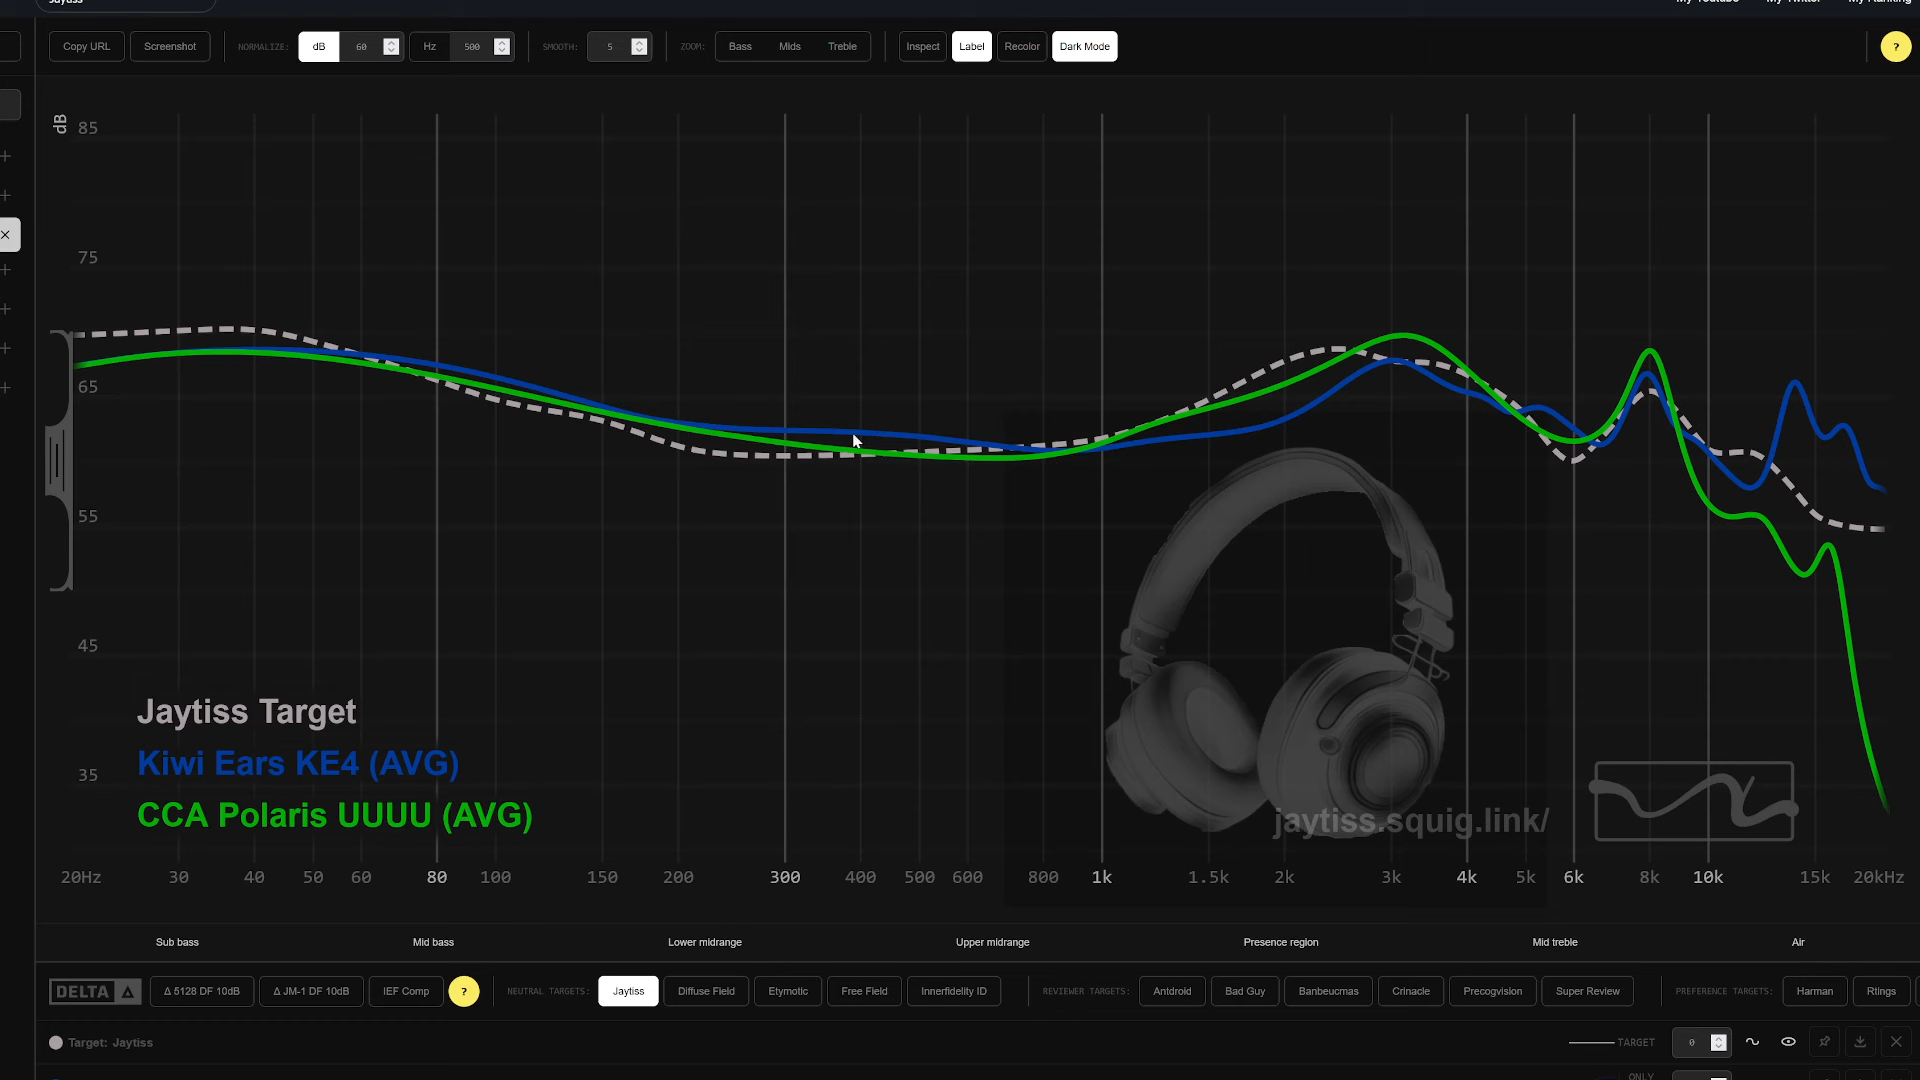 Copy URL Screenshot NORMALIZE: dB 60 Hz 500 SMOOTH: 5 ZOOM: Bass Mids Treble Inspect Label Recolor Dark Mode ?
dB
85
75
65
55
45
35
Jaytiss Target
Kiwi Ears KE4 (AVG)
CCA Polaris UUUU (AVG)
jaytiss.squig.link/
20Hz 30 40 50 60 80 100 150 200 300 400 500 600 800 1k 1.5k 2k 3k 4k 5k 6k 8k 10k 15k 20kHz
Sub bass Mid bass Lower midrange Upper midrange Presence region Mid treble Air
DELTA Δ Δ 5128 DF 10dB Δ JM-1 DF 10dB IEF Comp ? NEUTRAL TARGETS: Jaytiss Diffuse Field Etymotic Free Field Innerfidelity ID REVIEWER TARGETS: Antdroid Bad Guy Banbeucmas Crinacle Precogvision Super Review PREFERENCE TARGETS: Harman Rtings
Target: Jaytiss TARGET 0